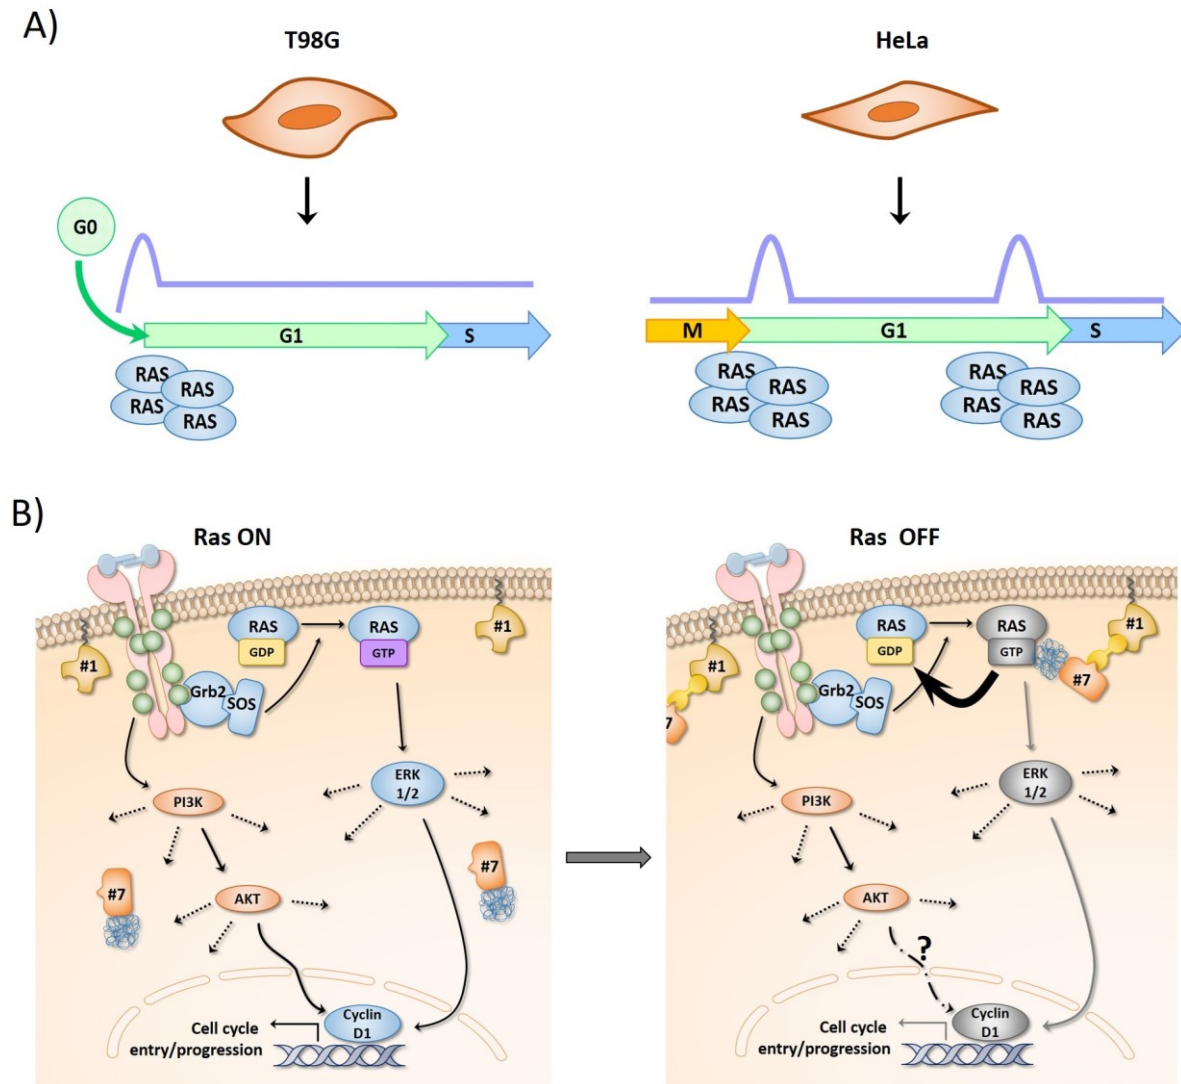 A)
T98G
HeLa
G0
G1
S
M
G1
S
RAS
RAS
RAS
RAS
RAS
RAS
RAS
RAS
RAS
RAS
RAS
RAS
B)
Ras ON
#1
#1
RAS
GDP
RAS
GTP
Grb2
SOS
PI3K
ERK
1/2
#7
#7
AKT
Cyclin
D1
Cell cycle
entry/progression
Ras OFF
#1
#1
RAS
GDP
RAS
GTP
Grb2
SOS
#7
7
PI3K
ERK
1/2
AKT
?
Cyclin
D1
Cell cycle
entry/progression